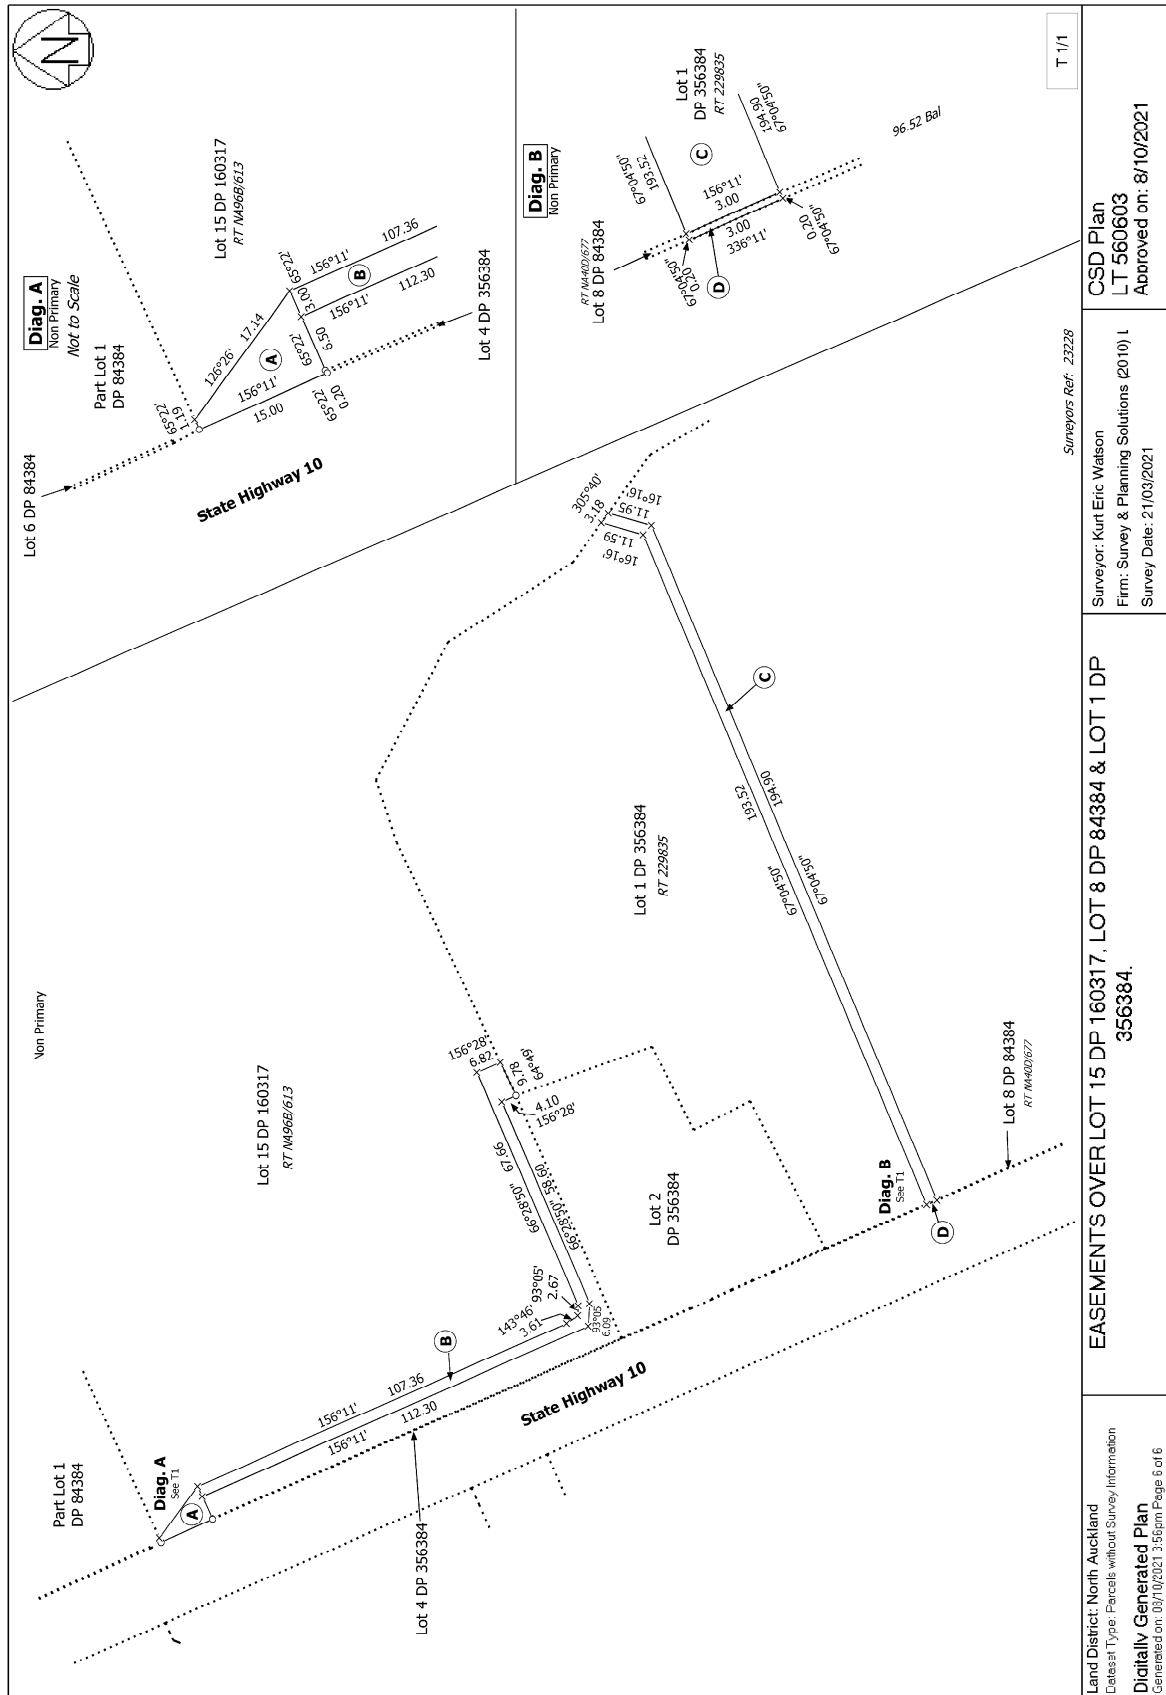 N
Non Primary
Part Lot 1
DP 84384
Diag. A
See T1
A
156°11'
107.36
156°11'
112.30
B
Lot 4 DP 356384
State Highway 10
Lot 15 DP 160317
RT NA96B/613
143°46'
3.61
93°05'
2.67
93°05
6.09
66°28'50"
67.66
66°28'50"
58.60
156°28'
6.82
9.78
64°49'
4.10
156°28'
Lot 2
DP 356384
Lot 1 DP 356384
RT 229835
Diag. B
See T1
D
Lot 8 DP 84384
RT NA40D/677
67°04'50"
193.52
67°04'50"
194.90
C
305°40'
3.18
11.59
16°16'
11.95
16°16'
Diag. A
Non Primary
Not to Scale
Lot 6 DP 84384
Part Lot 1
DP 84384
65°22'
1.19
126°26'
17.14
156°11'
15.00
A
65°22'
0.20
65°22'
6.50
3.00
65°22'
156°11'
107.36
156°11'
112.30
B
Lot 15 DP 160317
RT NA96B/613
Lot 4 DP 356384
State Highway 10
Diag. B
Non Primary
RT NA40D/677
Lot 8 DP 84384
67°04'50"
193.52
Lot 1
DP 356384
RT 229835
C
156°11'
3.00
3.00
336°11'
67°04'50"
0.20
D
194.90
67°04'50"
0.20
67°04'50"
96.52 Bal
Surveyors Ref: 23228
T 1/1
Land District: North Auckland
Dataset Type: Parcels without Survey Information
Digitally Generated Plan
Generated on: 08/10/2021 3:56pm Page 6 of 6
EASEMENTS OVER LOT 15 DP 160317, LOT 8 DP 84384 & LOT 1 DP
356384.
Surveyor: Kurt Eric Watson
Firm: Survey & Planning Solutions (2010) L
Survey Date: 21/03/2021
CSD Plan
LT 560603
Approved on: 8/10/2021